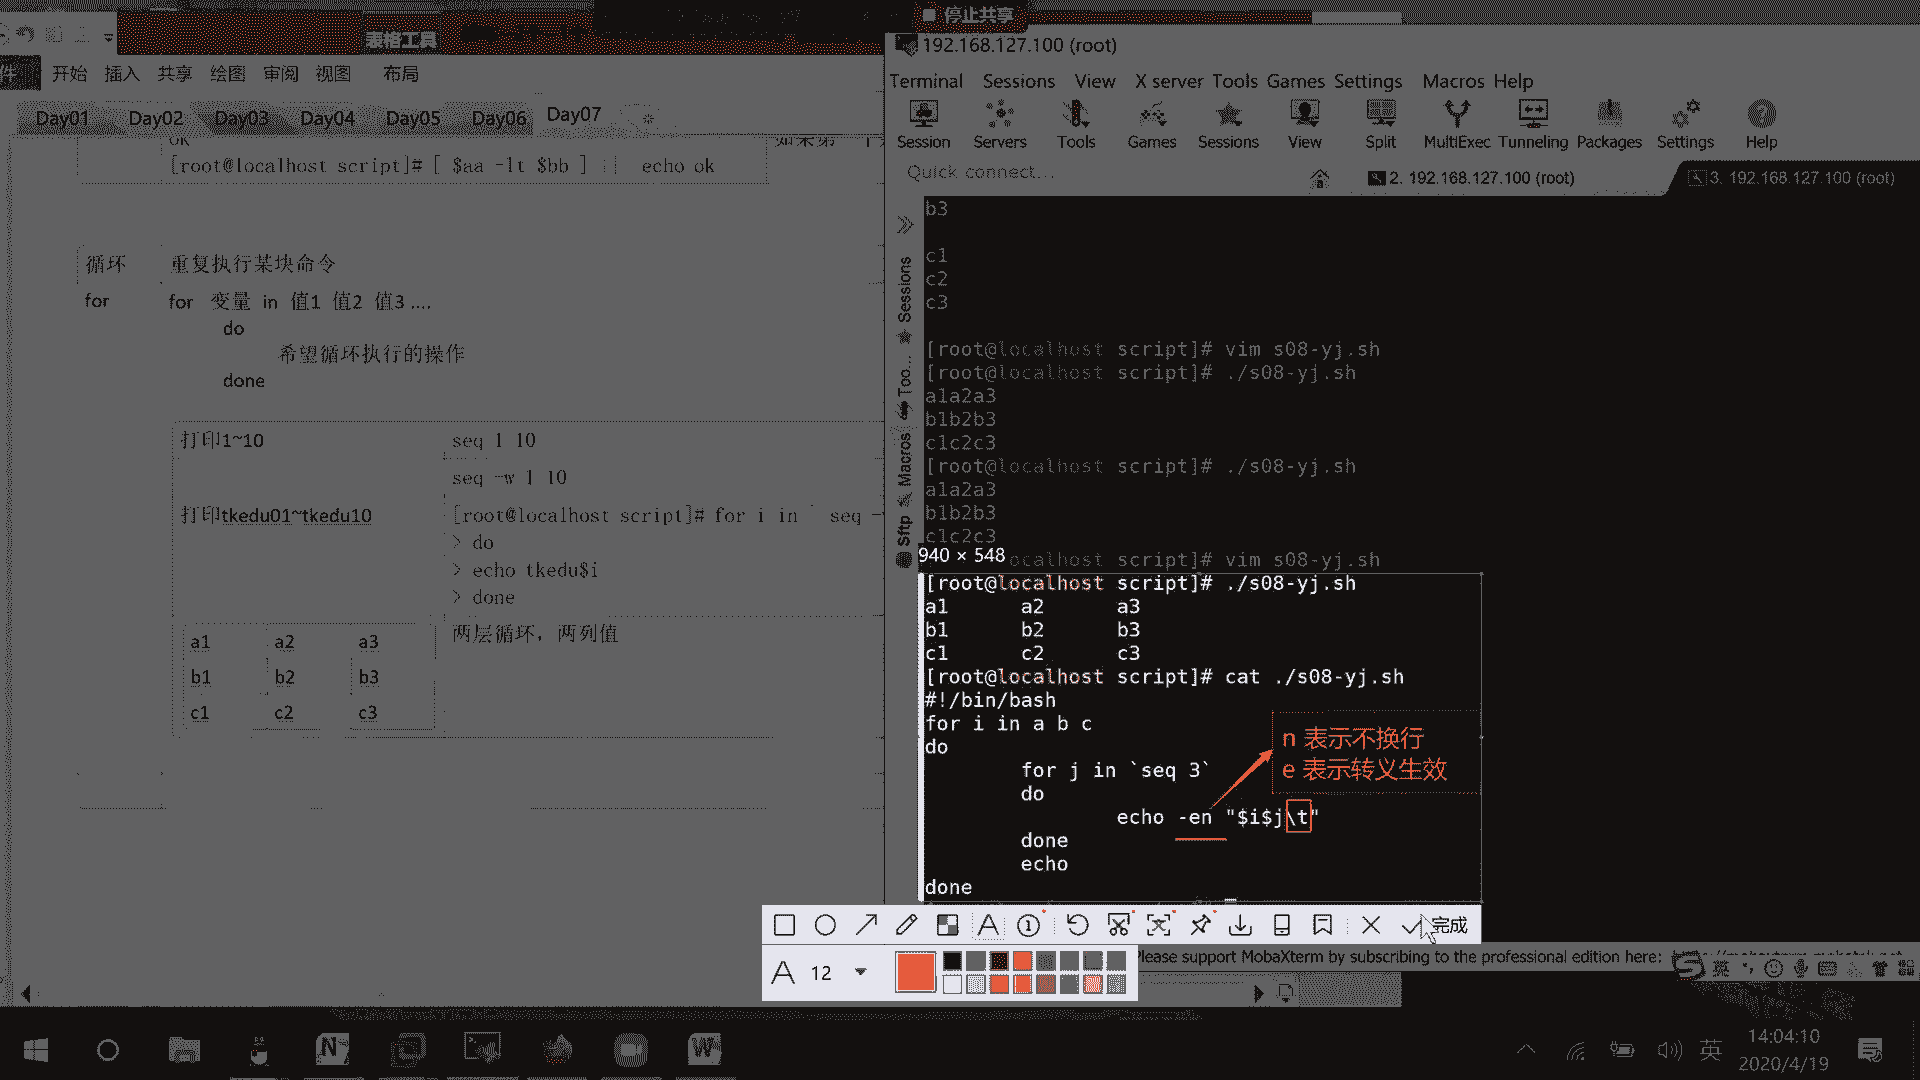 停止共享
表格工具
192.168.127.100 (root)
件 开始 插入 共享 绘图 审阅 视图 布局
Terminal Sessions View X server Tools Games Settings Macros Help
Day01 Day02 Day03 Day04 Day05 Day06 Day07
Session Servers Tools Games Sessions View Split MultiExec Tunneling Packages Settings Help
ok
[root@localhost script]# [ $aa -lt $bb ] || echo ok
如果第一个
Quick connect...
2. 192.168.127.100 (root)
3. 192.168.127.100 (root)
循环 重复执行某块命令
for for 变量 in 值1 值2 值3 ....
do
希望循环执行的操作
done
打印1~10 seq 1 10
seq -w 1 10
打印tkedu01~tkedu10 [root@localhost script]# for i in ` seq -
> do
> echo tkedu$i
> done
a1 a2 a3 两层循环，两列值
b1 b2 b3
c1 c2 c3
Sessions
Too...
Macros
Sftp
b3
c1
c2
c3
[root@localhost script]# vim s08-yj.sh
[root@localhost script]# ./s08-yj.sh
a1a2a3
b1b2b3
c1c2c3
[root@localhost script]# ./s08-yj.sh
a1a2a3
b1b2b3
c1c2c3
940 × 548
ocalhost script]# vim s08-yj.sh
[root@localhost script]# ./s08-yj.sh
a1 a2 a3
b1 b2 b3
c1 c2 c3
[root@localhost script]# cat ./s08-yj.sh
#!/bin/bash
for i in a b c
do
for j in `seq 3`
do
echo -en "$i$j\t"
done
echo
done
n 表示不换行
e 表示转义生效
完成
A 12
Please support MobaXterm by subscribing to the professional edition here:
英
英
14:04:10
2020/4/19